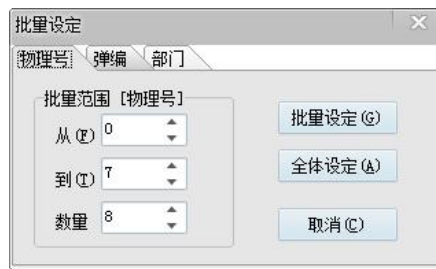 批量设定
物理号 弹编 部门
批量范围 [物理号]
从(F) 0
到(T) 7
数量 8
批量设定(G)
全体设定(A)
取消(C)